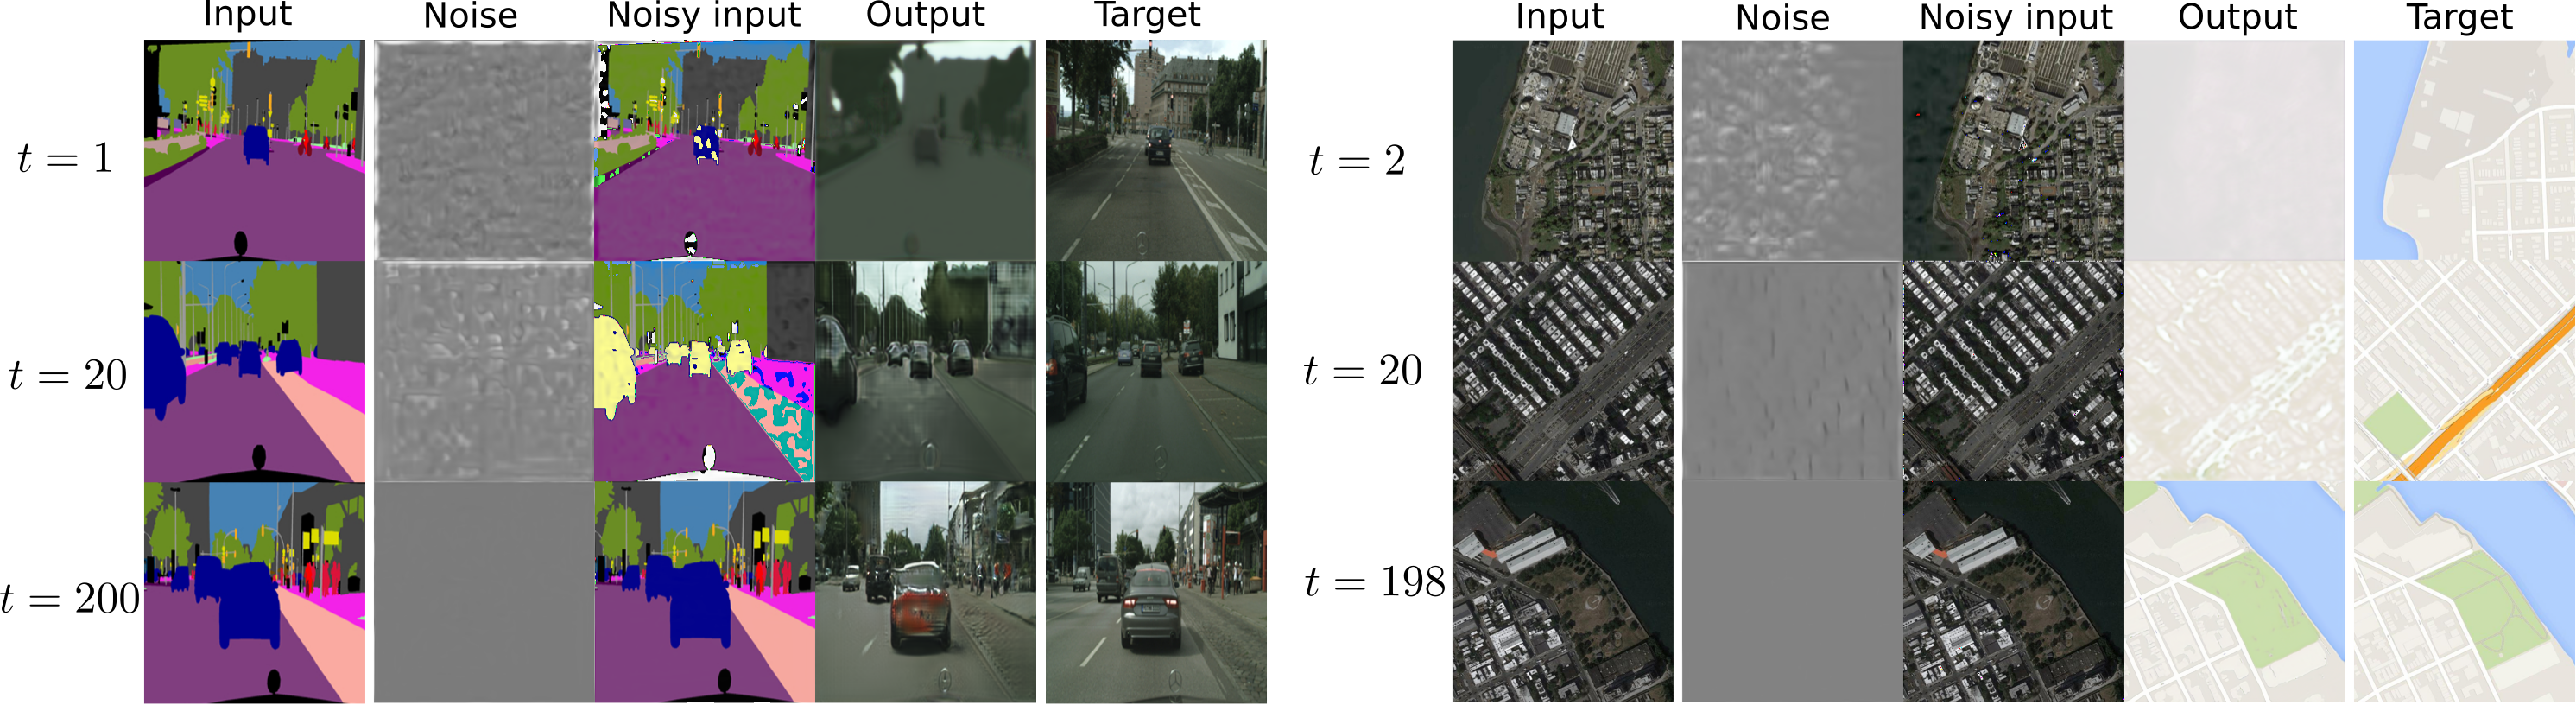 Input Noise Noisy input Output Target
t = 1
t = 20
t = 200
Input Noise Noisy input Output Target
t = 2
t = 20
t = 198